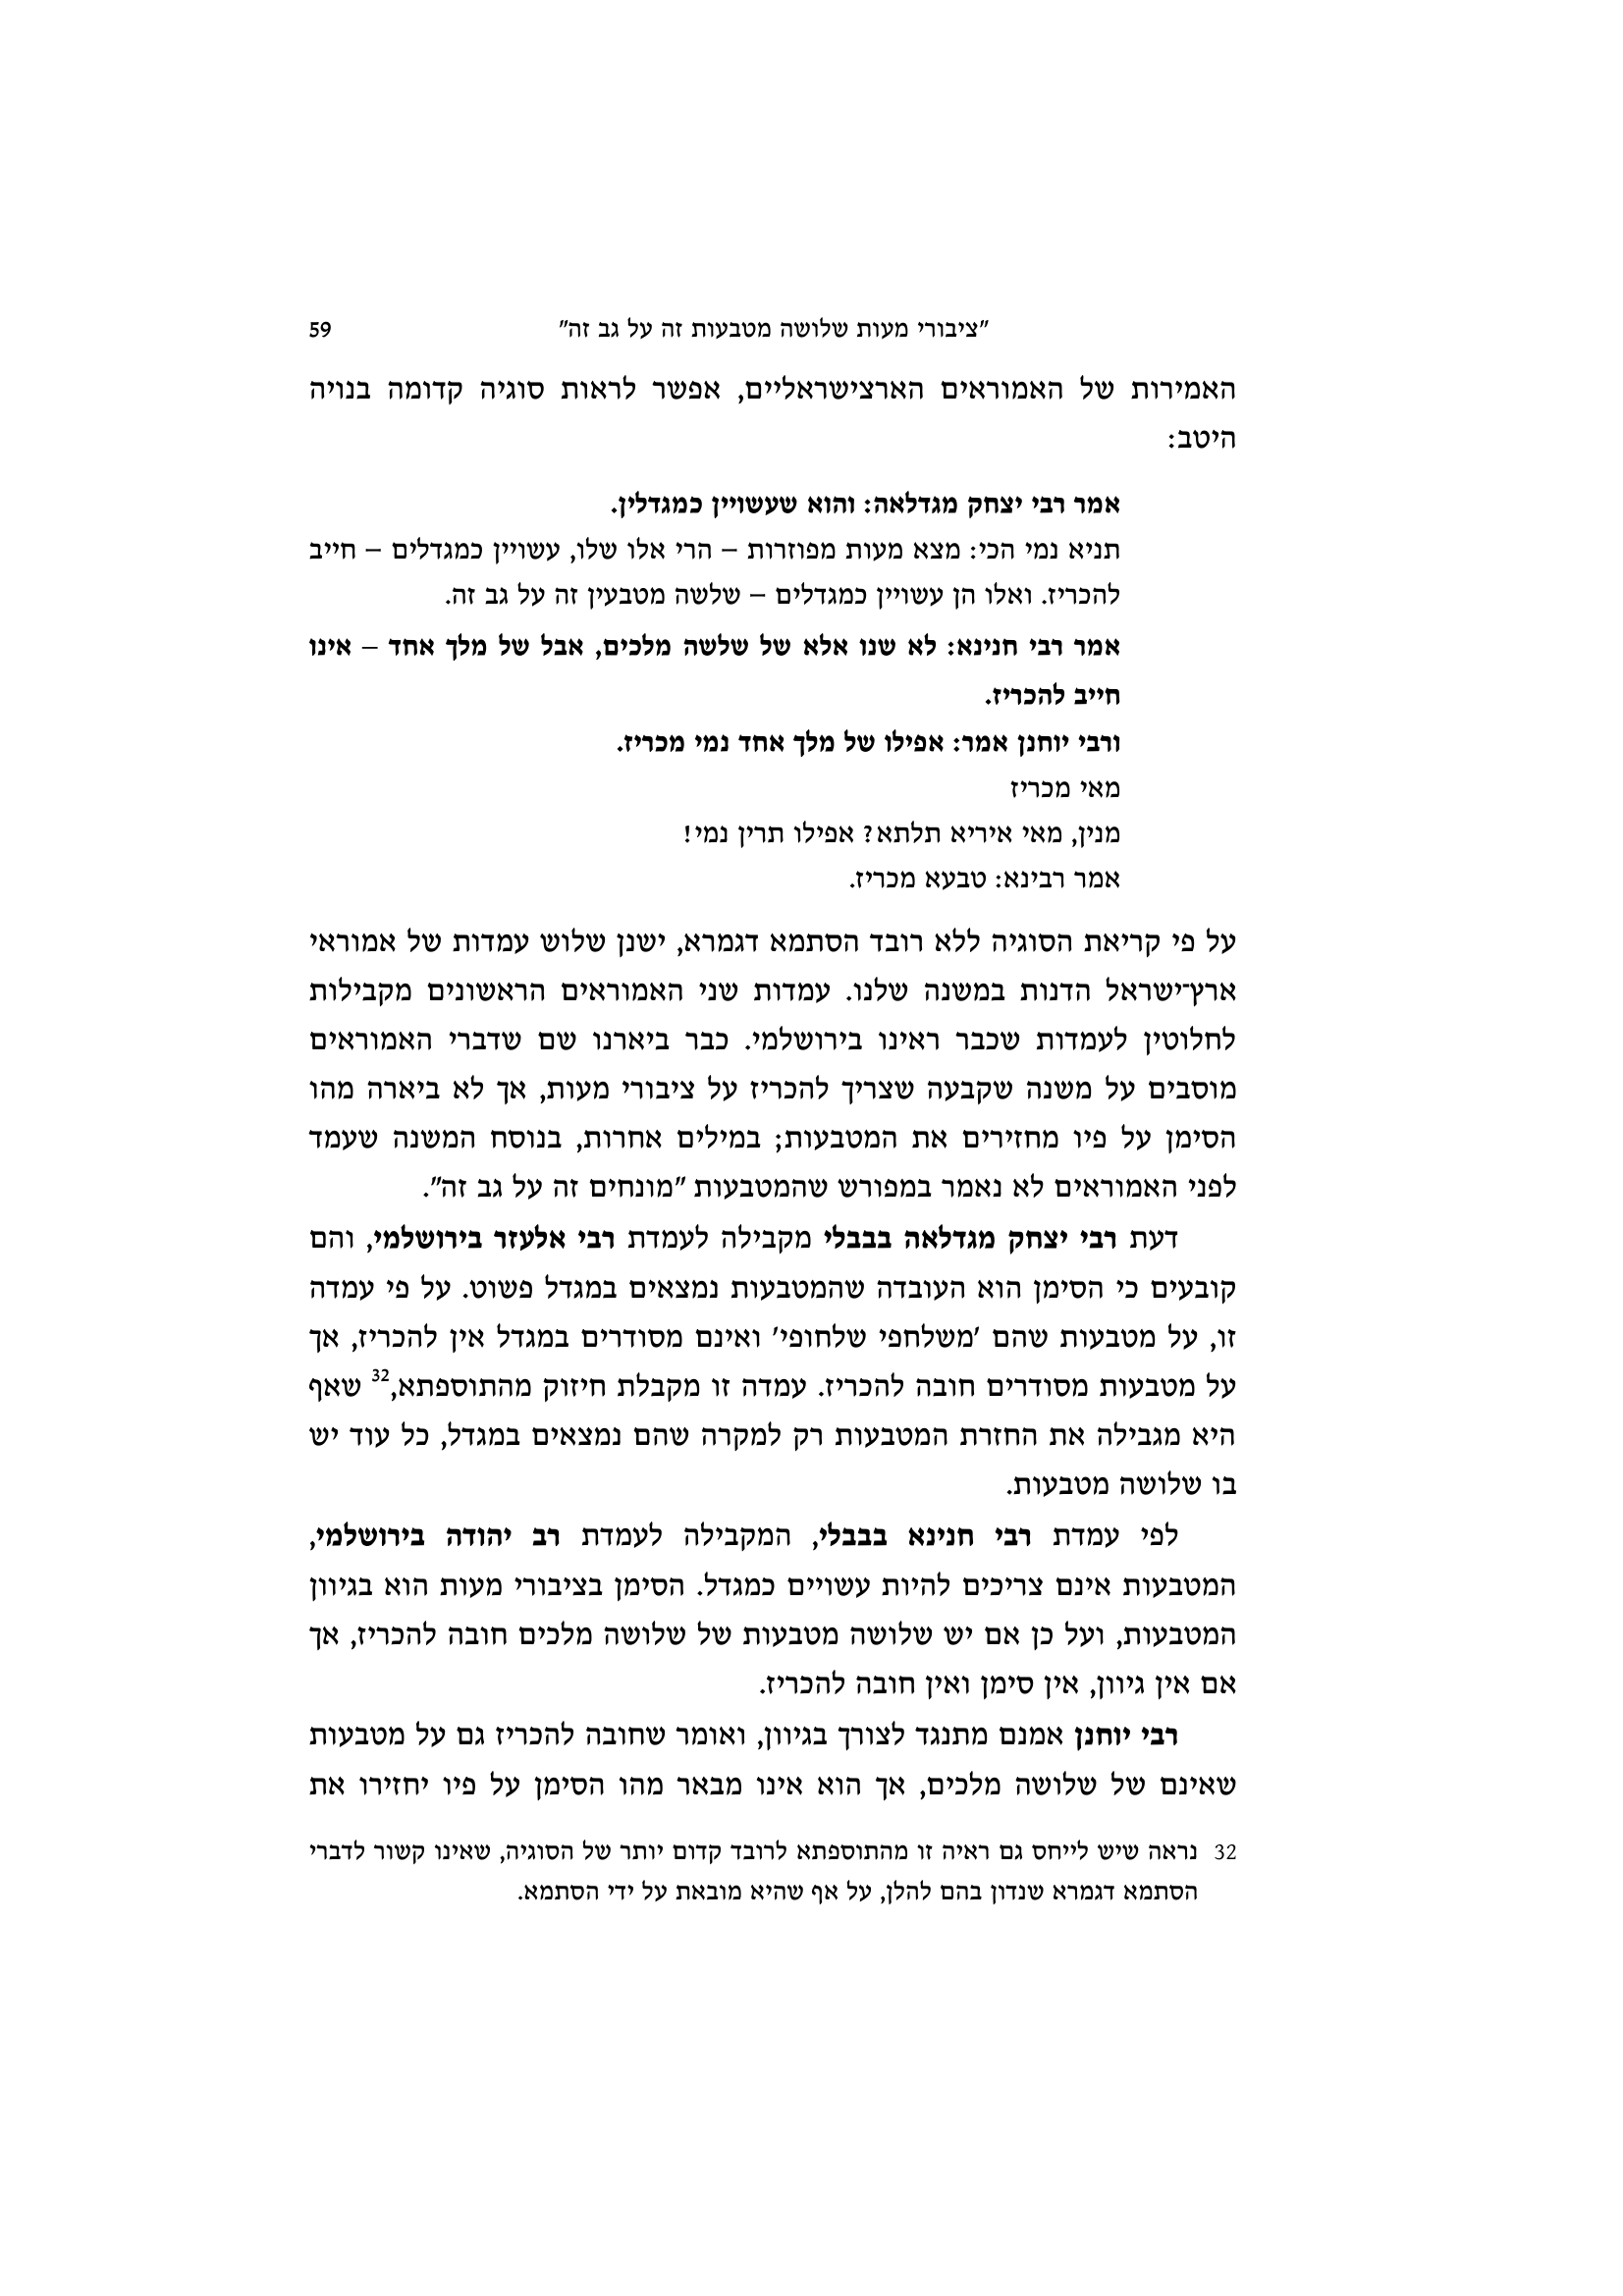 "ציבורי מעות שלושה מטבעות זה על גב זה" 59
האמירות של האמוראים הארצישראליים, אפשר לראות סוגיה קדומה בנויה
היטב:
אמר רבי יצחק מגדלאה: והוא שעשויין כמגדלין.
תניא נמי הכי: מצא מעות מפוזרות – הרי אלו שלו, עשויין כמגדלים – חייב
להכריז. ואלו הן עשויין כמגדלים – שלשה מטבעין זה על גב זה.
אמר רבי חנינא: לא שנו אלא של שלשה מלכים, אבל של מלך אחד – אינו
חייב להכריז.
ורבי יוחנן אמר: אפילו של מלך אחד נמי מכריז.
מאי מכריז
מנין, מאי איריא תלתא? אפילו תרין נמי!
אמר רבינא: טבעא מכריז.
על פי קריאת הסוגיה ללא רובד הסתמא דגמרא, ישנן שלוש עמדות של אמוראי
ארץ־ישראל הדנות במשנה שלנו. עמדות שני האמוראים הראשונים מקבילות
לחלוטין לעמדות שכבר ראינו בירושלמי. כבר ביארנו שם שדברי האמוראים
מוסבים על משנה שקבעה שצריך להכריז על ציבורי מעות, אך לא ביארה מהו
הסימן על פיו מחזירים את המטבעות; במילים אחרות, בנוסח המשנה שעמד
לפני האמוראים לא נאמר במפורש שהמטבעות "מונחים זה על גב זה".
דעת רבי יצחק מגדלאה בבבלי מקבילה לעמדת רבי אלעזר בירושלמי, והם
קובעים כי הסימן הוא העובדה שהמטבעות נמצאים במגדל פשוט. על פי עמדה
זו, על מטבעות שהם 'משלחפי שלחופי' ואינם מסודרים במגדל אין להכריז, אך
על מטבעות מסודרים חובה להכריז. עמדה זו מקבלת חיזוק מהתוספתא,32 שאף
היא מגבילה את החזרת המטבעות רק למקרה שהם נמצאים במגדל, כל עוד יש
בו שלושה מטבעות.
לפי עמדת רבי חנינא בבבלי, המקבילה לעמדת רב יהודה בירושלמי,
המטבעות אינם צריכים להיות עשויים כמגדל. הסימן בציבורי מעות הוא בגיוון
המטבעות, ועל כן אם יש שלושה מטבעות של שלושה מלכים חובה להכריז, אך
אם אין גיוון, אין סימן ואין חובה להכריז.
רבי יוחנן אמנם מתנגד לצורך בגיוון, ואומר שחובה להכריז גם על מטבעות
שאינם של שלושה מלכים, אך הוא אינו מבאר מהו הסימן על פיו יחזירו את
32 נראה שיש לייחס גם ראיה זו מהתוספתא לרובד קדום יותר של הסוגיה, שאינו קשור לדברי
הסתמא דגמרא שנדון בהם להלן, על אף שהיא מובאת על ידי הסתמא.